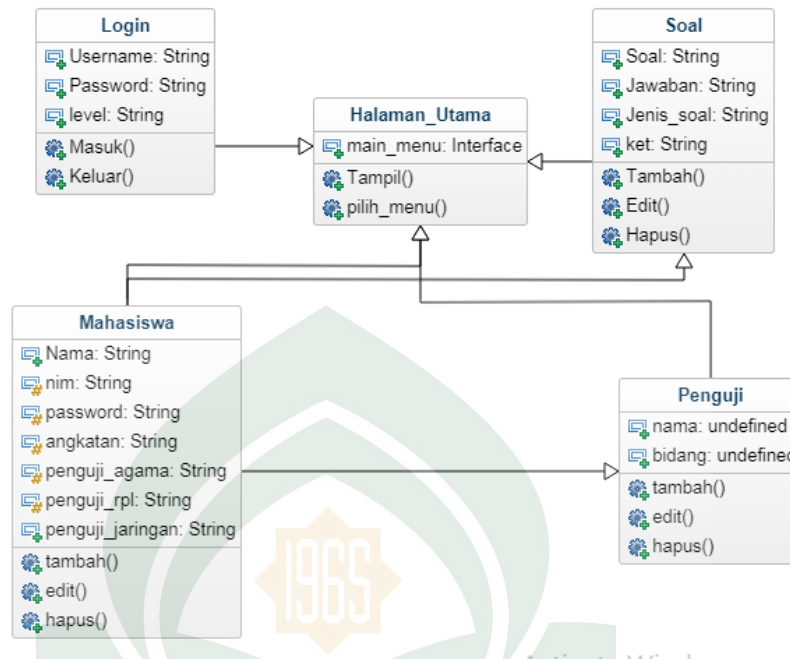 Login
Username: String
Password: String
level: String
Masuk()
Keluar()
Halaman_Utama
main_menu: Interface
Tampil()
pilih_menu()
Soal
Soal: String
Jawaban: String
Jenis_soal: String
ket: String
Tambah()
Edit()
Hapus()
Mahasiswa
Nama: String
nim: String
password: String
angkatan: String
penguji_agama: String
penguji_rpl: String
penguji_jaringan: String
tambah()
edit()
hapus()
Penguji
nama: undefined
bidang: undefined
tambah()
edit()
hapus()
1965